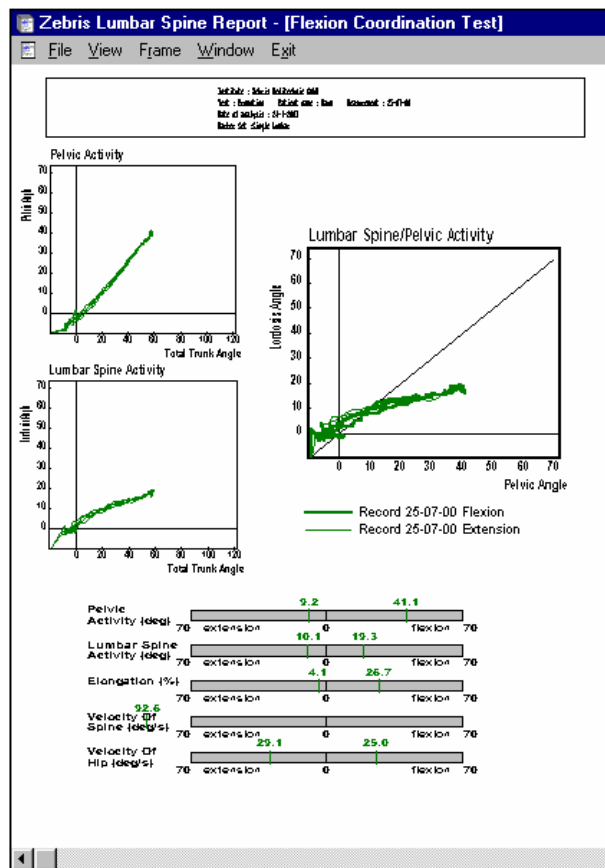 Zebris Lumbar Spine Report - [Flexion Coordination Test]
File View Frame Window Exit
Pelvic Activity
70
60
50
40
30
20
10
0
0 20 40 60 80 100 120
Total Trunk Angle
Lumbar Spine Activity
70
60
50
40
30
20
10
0
0 20 40 60 80 100 120
Total Trunk Angle
Lumbar Spine/Pelvic Activity
Lordosis Angle
70
60
50
40
30
20
10
0
0 10 20 30 40 50 60 70
Pelvic Angle
Record 25-07-00 Flexion
Record 25-07-00 Extension
9.2 41.1
Pelvic
Activity (deg)
70 extension 0 flexion 70
10.1 19.3
Lumbar Spine
Activity (deg)
70 extension 0 flexion 70
4.1 26.7
Elongation (%)
70 extension 0 flexion 70
92.6
Velocity Of
Spine (deg/s)
70 extension 0 flexion 70
29.1 25.0
Velocity Of
Hip (deg/s)
70 extension 0 flexion 70